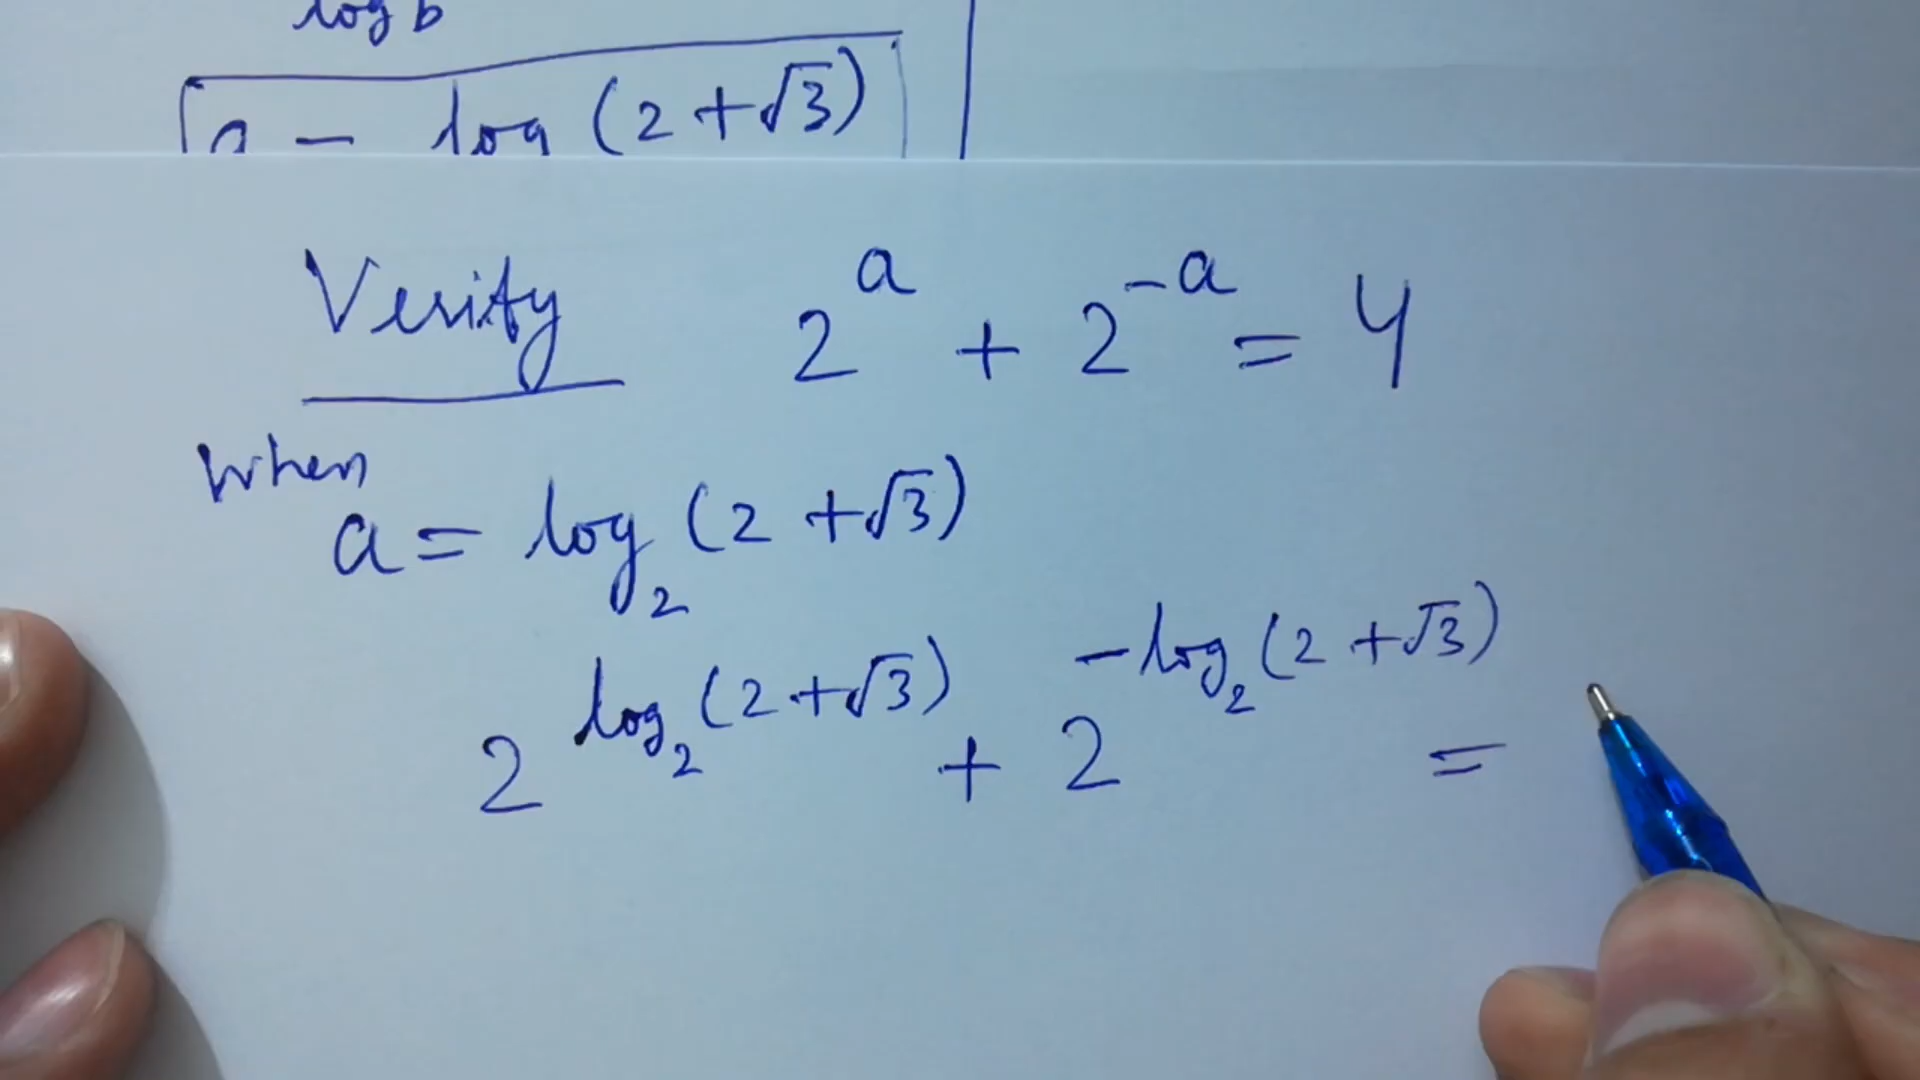 log b
a = log (2 + √3)
Verify 2^a + 2^-a = 4
when
a = log₂ (2 + √3)
2^log₂(2+√3) + 2^-log₂(2+√3) =